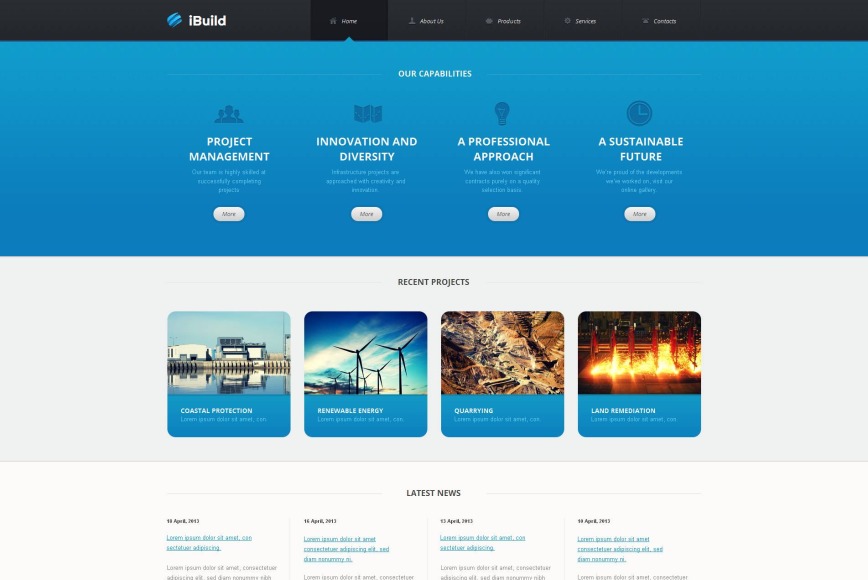 iBuild
Home
About Us
Products
Services
Contacts
OUR CAPABILITIES
PROJECT
MANAGEMENT
Our team is highly skilled at
successfully completing
projects
More
INNOVATION AND
DIVERSITY
Infrastructure projects are
approached with creativity and
innovation.
More
A PROFESSIONAL
APPROACH
We have also won significant
contracts purely on a quality
selection basis.
More
A SUSTAINABLE
FUTURE
We're proud of the developments
we've worked on, visit our
online gallery.
More
RECENT PROJECTS
COASTAL PROTECTION
Lorem ipsum dolor sit amet, con.
RENEWABLE ENERGY
Lorem ipsum dolor sit amet, con.
QUARRYING
Lorem ipsum dolor sit amet, con.
LAND REMEDIATION
Lorem ipsum dolor sit amet, con.
LATEST NEWS
18 April, 2013
Lorem ipsum dolor sit amet, con
sectetuer adipiscing.
Lorem ipsum dolor sit amet, consectetuer
adipiscing elit, sed diam nonummy nibh
16 April, 2013
Lorem ipsum dolor sit amet
consectetuer adipiscing elit, sed
diam nonummy ni.
Lorem ipsum dolor sit amet, consectetuer
13 April, 2013
Lorem ipsum dolor sit amet, con
sectetuer adipiscing.
Lorem ipsum dolor sit amet, consectetuer
adipiscing elit, sed diam nonummy nibh
10 April, 2013
Lorem ipsum dolor sit amet
consectetuer adipiscing elit, sed
diam nonummy ni.
Lorem ipsum dolor sit amet, consectetuer